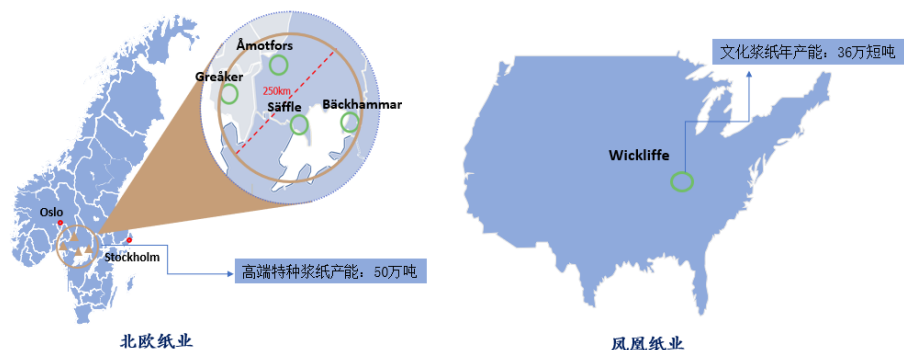 Åmotfors
Greåker
250km
Säffle
Bäckhammar
Oslo
Stockholm
高端特种浆纸产能：50万吨
北欧纸业
文化浆纸年产能：36万短吨
Wickliffe
凤凰纸业